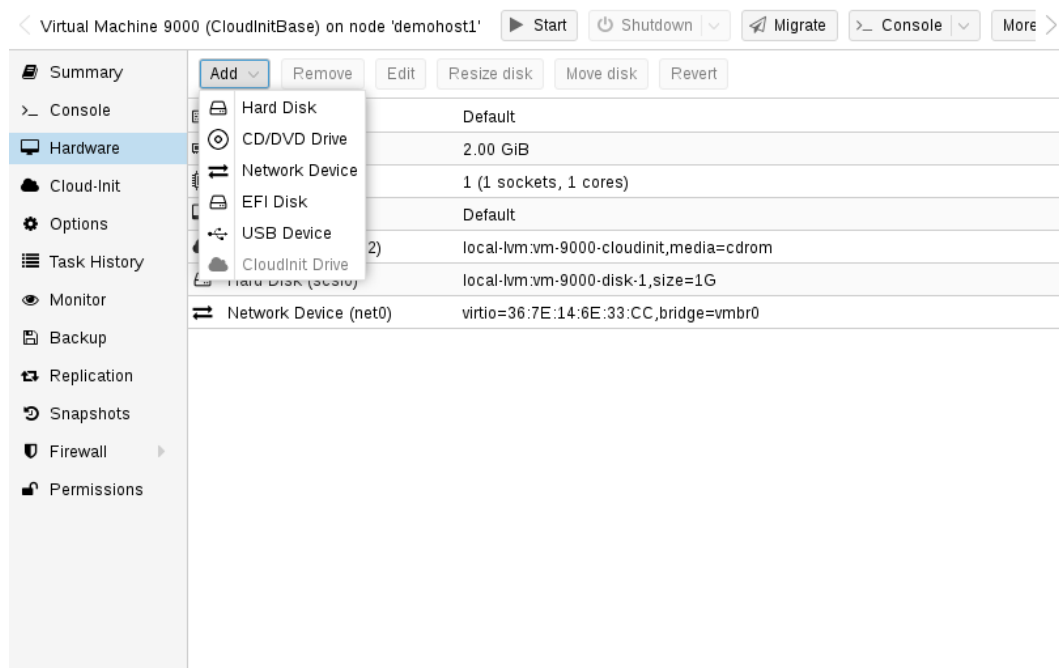 Virtual Machine 9000 (CloudInitBase) on node 'demohost1' Start Shutdown Migrate >_ Console More
Summary
>_ Console
Hardware
Cloud-Init
Options
Task History
Monitor
Backup
Replication
Snapshots
Firewall
Permissions
Add Remove Edit Resize disk Move disk Revert
Hard Disk
CD/DVD Drive
Network Device
EFI Disk
USB Device
CloudInit Drive
Default
2.00 GiB
1 (1 sockets, 1 cores)
Default
2) local-lvm:vm-9000-cloudinit,media=cdrom
Hard Disk (scsi0) local-lvm:vm-9000-disk-1,size=1G
Network Device (net0) virtio=36:7E:14:6E:33:CC,bridge=vmbr0